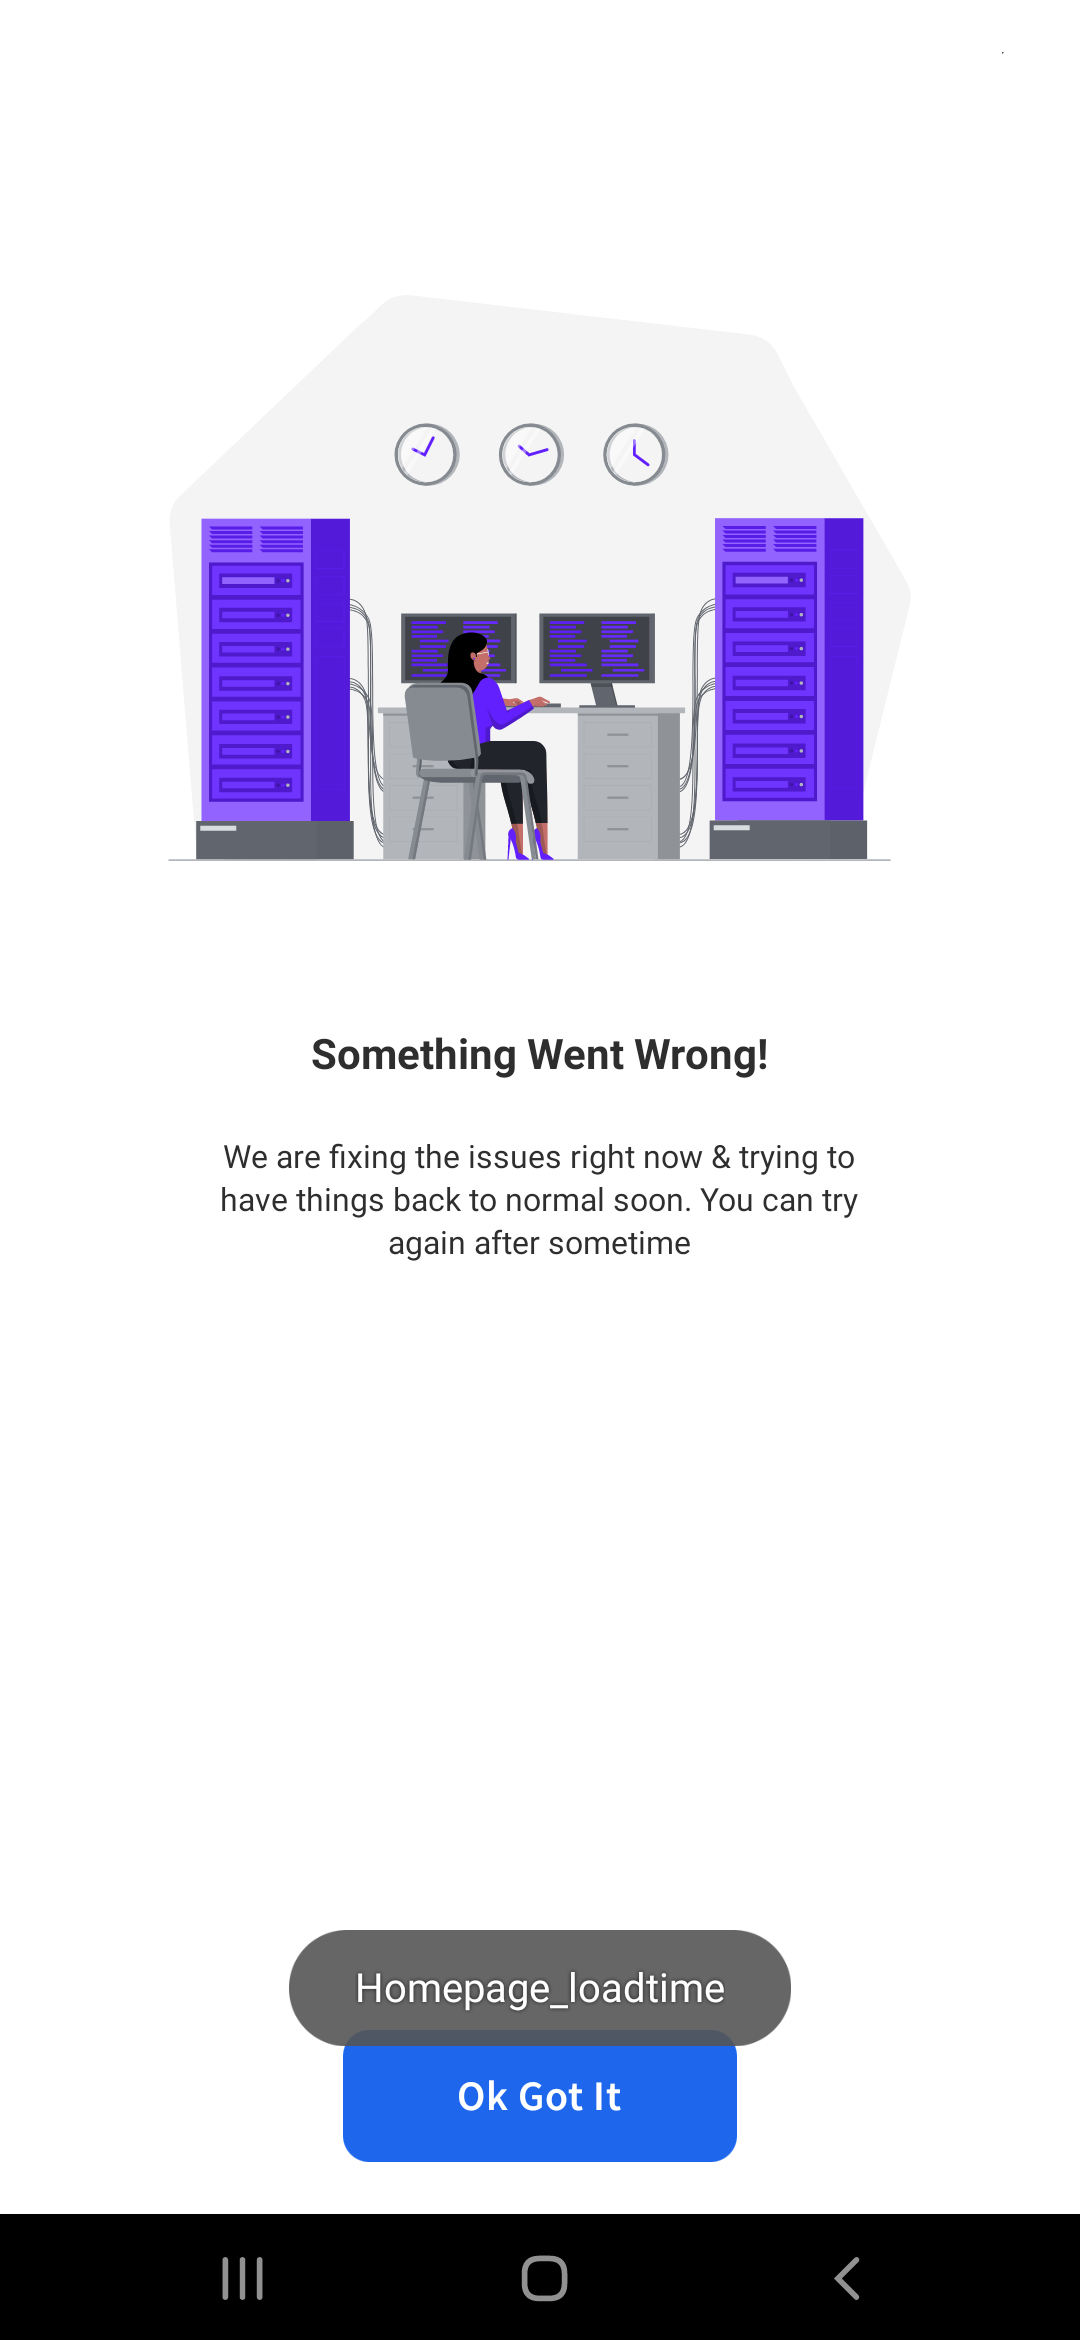 Something Went Wrong!
We are fixing the issues right now & trying to
have things back to normal soon. You can try
again after sometime
Homepage_loadtime
Ok Got It